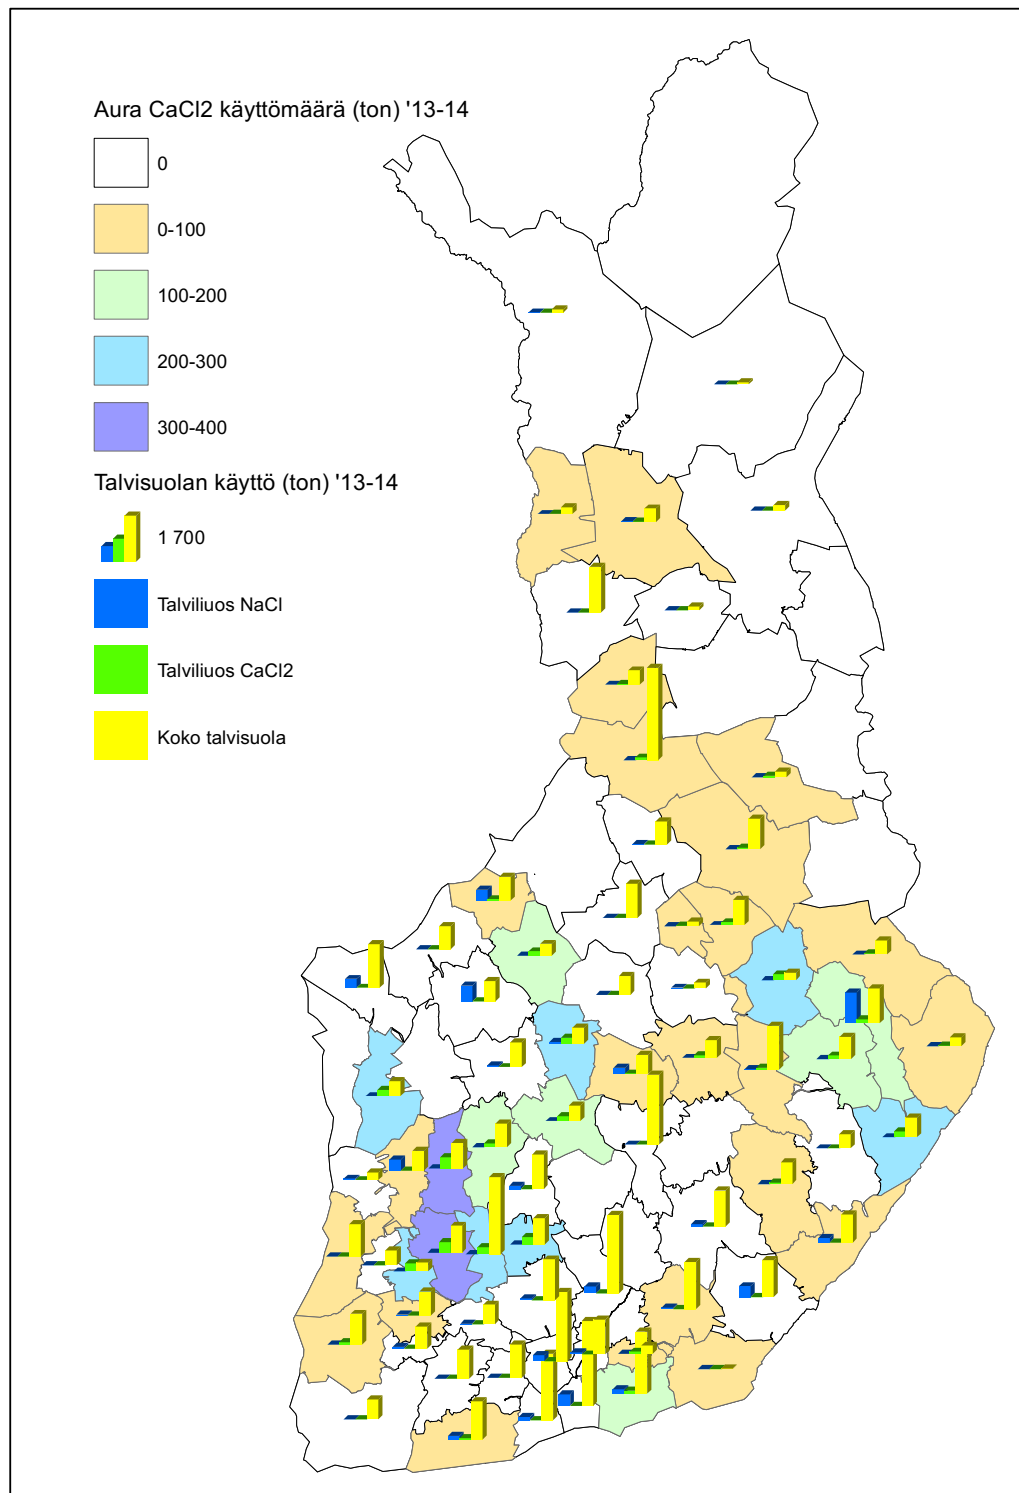 Aura CaCl2 käyttömäärä (ton) '13-14
0
0-100
100-200
200-300
300-400
Talvisuolan käyttö (ton) '13-14
1 700
Talviliuos NaCl
Talviliuos CaCl2
Koko talvisuola